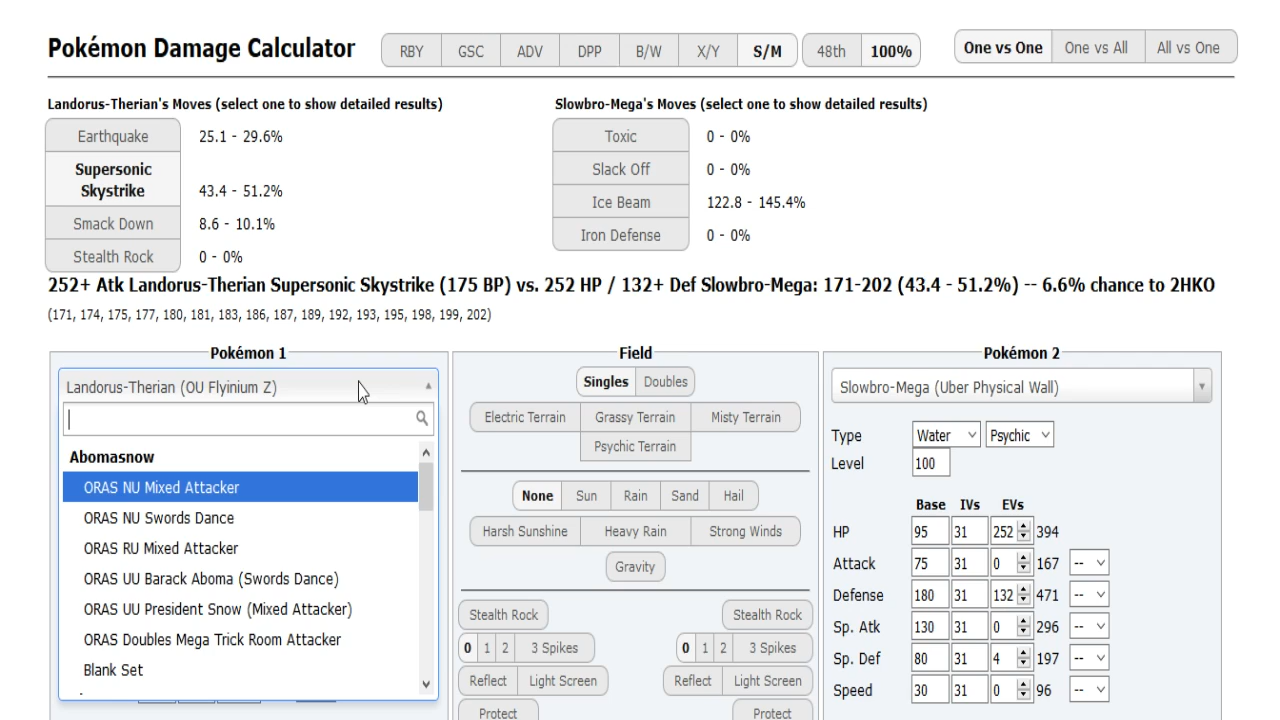 Pokémon Damage Calculator RBY GSC ADV DPP B/W X/Y S/M 48th 100% One vs One One vs All All vs One
Landorus-Therian's Moves (select one to show detailed results)
Earthquake 25.1 - 29.6%
Supersonic
Skystrike 43.4 - 51.2%
Smack Down 8.6 - 10.1%
Stealth Rock 0 - 0%
Slowbro-Mega's Moves (select one to show detailed results)
Toxic 0 - 0%
Slack Off 0 - 0%
Ice Beam 122.8 - 145.4%
Iron Defense 0 - 0%
252+ Atk Landorus-Therian Supersonic Skystrike (175 BP) vs. 252 HP / 132+ Def Slowbro-Mega: 171-202 (43.4 - 51.2%) -- 6.6% chance to 2HKO
(171, 174, 175, 177, 180, 181, 183, 186, 187, 189, 192, 193, 195, 198, 199, 202)
Pokémon 1
Landorus-Therian (OU Flyinium Z)
Abomasnow
ORAS NU Mixed Attacker
ORAS NU Swords Dance
ORAS RU Mixed Attacker
ORAS UU Barack Aboma (Swords Dance)
ORAS UU President Snow (Mixed Attacker)
ORAS Doubles Mega Trick Room Attacker
Blank Set
Field
Singles Doubles
Electric Terrain Grassy Terrain Misty Terrain
Psychic Terrain
None Sun Rain Sand Hail
Harsh Sunshine Heavy Rain Strong Winds
Gravity
Stealth Rock Stealth Rock
0 1 2 3 Spikes 0 1 2 3 Spikes
Reflect Light Screen Reflect Light Screen
Protect Protect
Pokémon 2
Slowbro-Mega (Uber Physical Wall)
Type Water Psychic
Level 100
Base IVs EVs
HP 95 31 252 394
Attack 75 31 0 167 --
Defense 180 31 132 471 --
Sp. Atk 130 31 0 296 --
Sp. Def 80 31 4 197 --
Speed 30 31 0 96 --